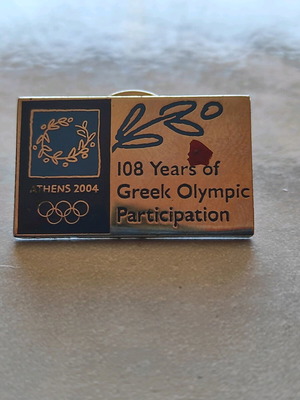 ATHENS 2004
108 Years of
Greek Olympic
Participation